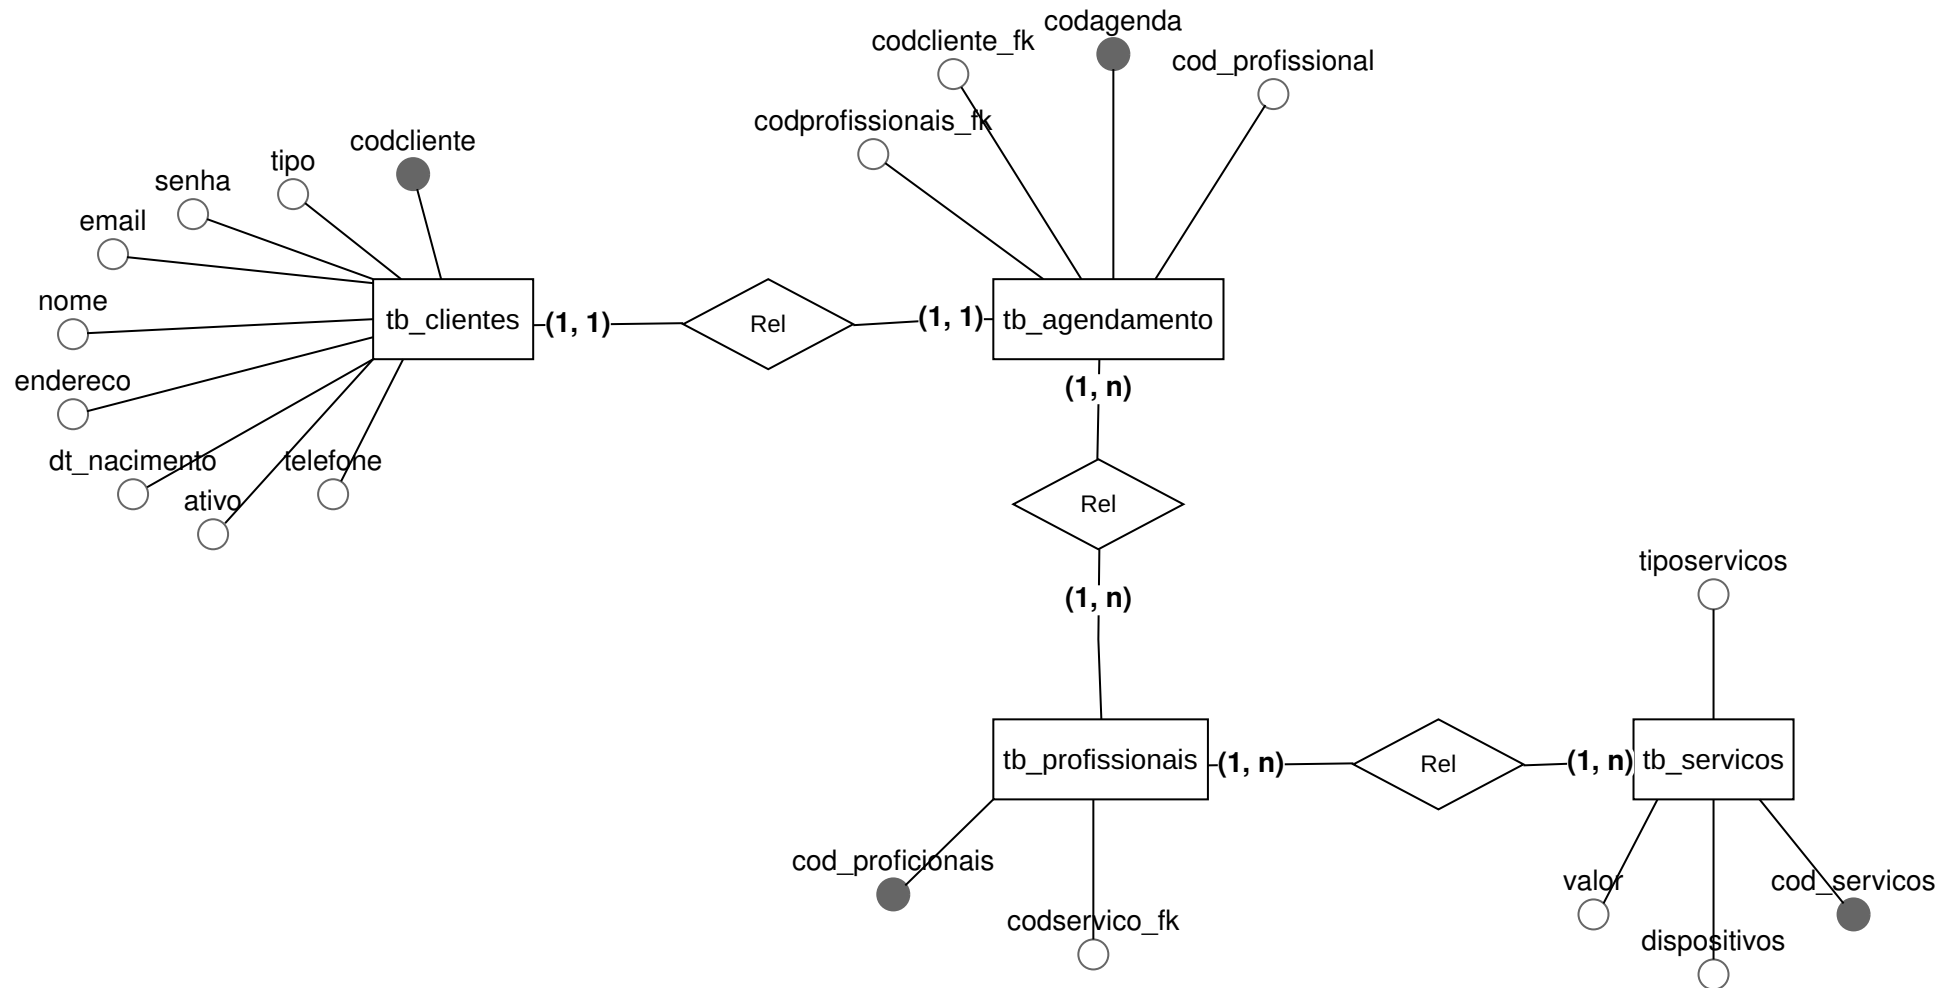 codagenda
codcliente_fk
cod_profissional
codprofissionais_fk
codcliente
tipo
senha
email
nome
tb_clientes
(1, 1)
Rel
(1, 1)
tb_agendamento
endereco
(1, n)
dt_nacimento
telefone
ativo
Rel
tiposervicos
(1, n)
tb_profissionais
(1, n)
Rel
(1, n)
tb_servicos
cod_proficionais
valor
cod_servicos
codservico_fk
dispositivos